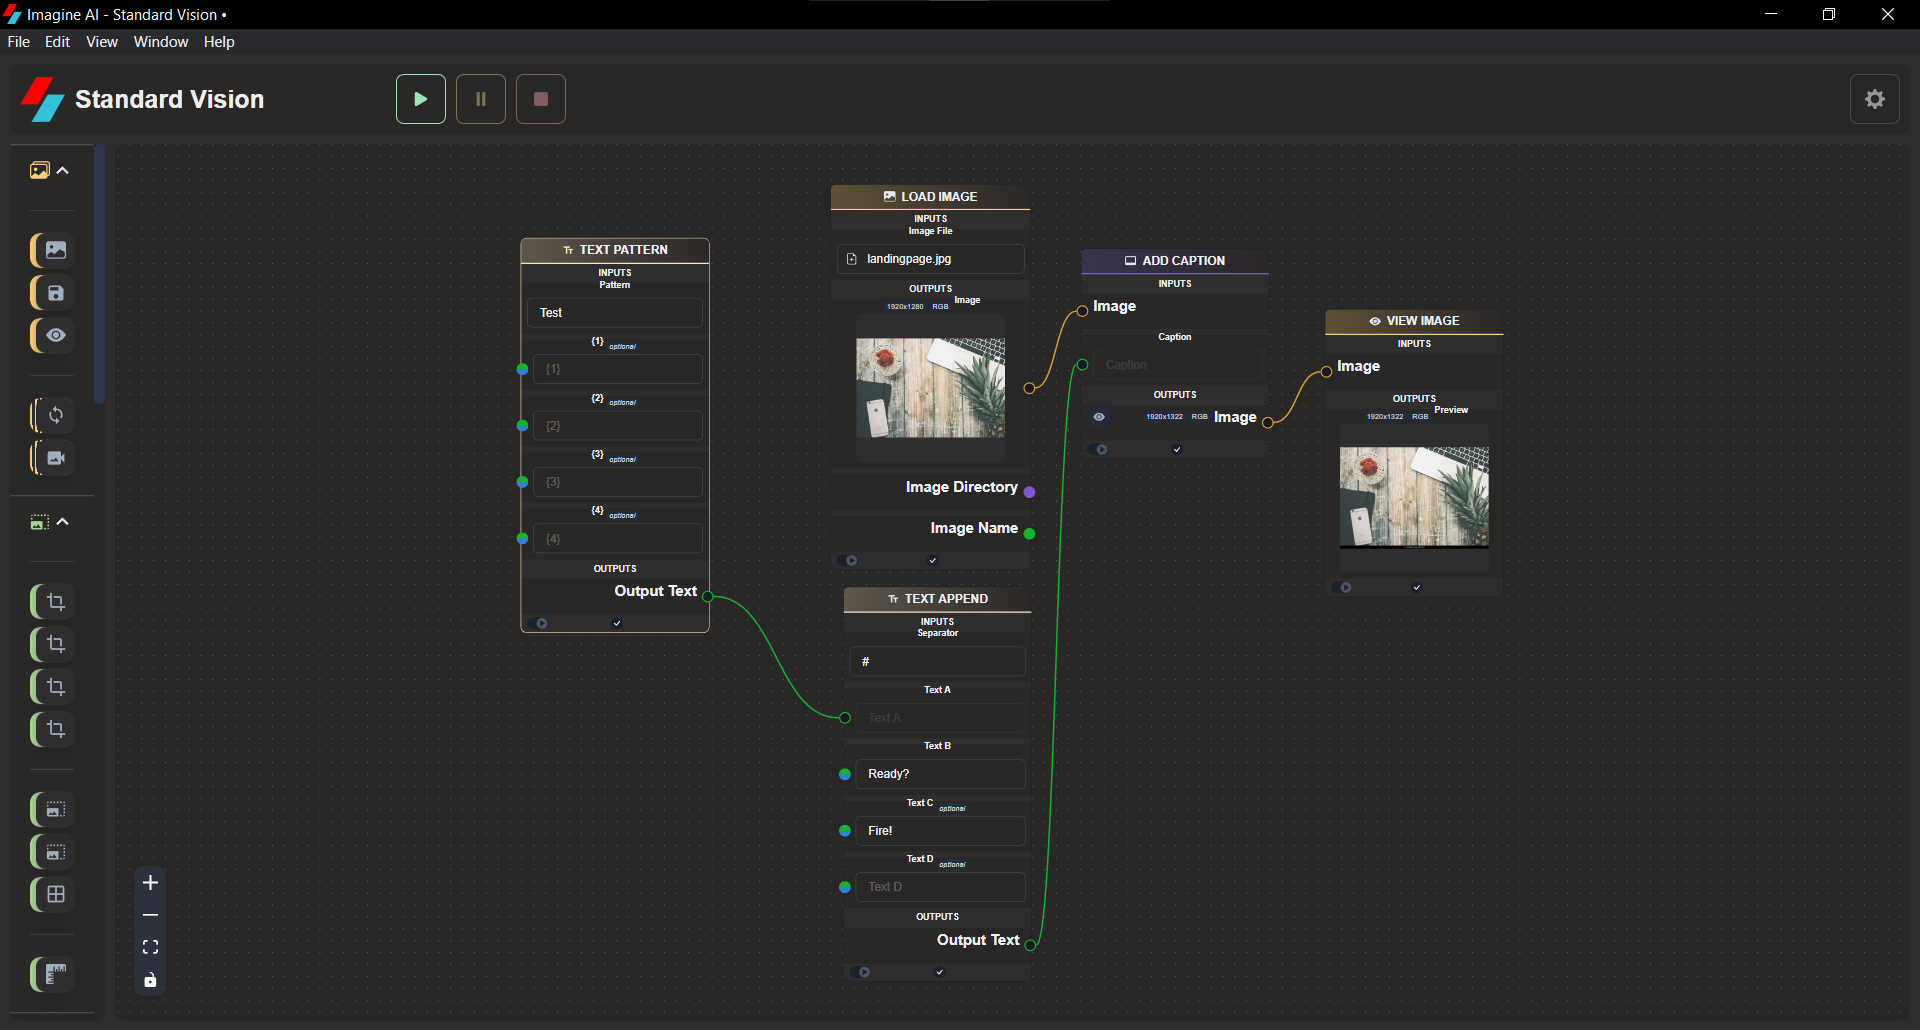 Imagine AI - Standard Vision •
File Edit View Window Help
Standard Vision
TEXT PATTERN
INPUTS
Pattern
Test
{1} optional
{1}
{2} optional
{2}
{3} optional
{3}
{4} optional
{4}
OUTPUTS
Output Text
LOAD IMAGE
INPUTS
Image File
landingpage.jpg
OUTPUTS
1920x1280 RGB Image
Image Directory
Image Name
TEXT APPEND
INPUTS
Separator
#
Text A
Text A
Text B
Ready?
Text C optional
Fire!
Text D optional
Text D
OUTPUTS
Output Text
ADD CAPTION
INPUTS
Image
Caption
Caption
OUTPUTS
1920x1322 RGB Image
VIEW IMAGE
INPUTS
Image
OUTPUTS
1920x1322 RGB Preview